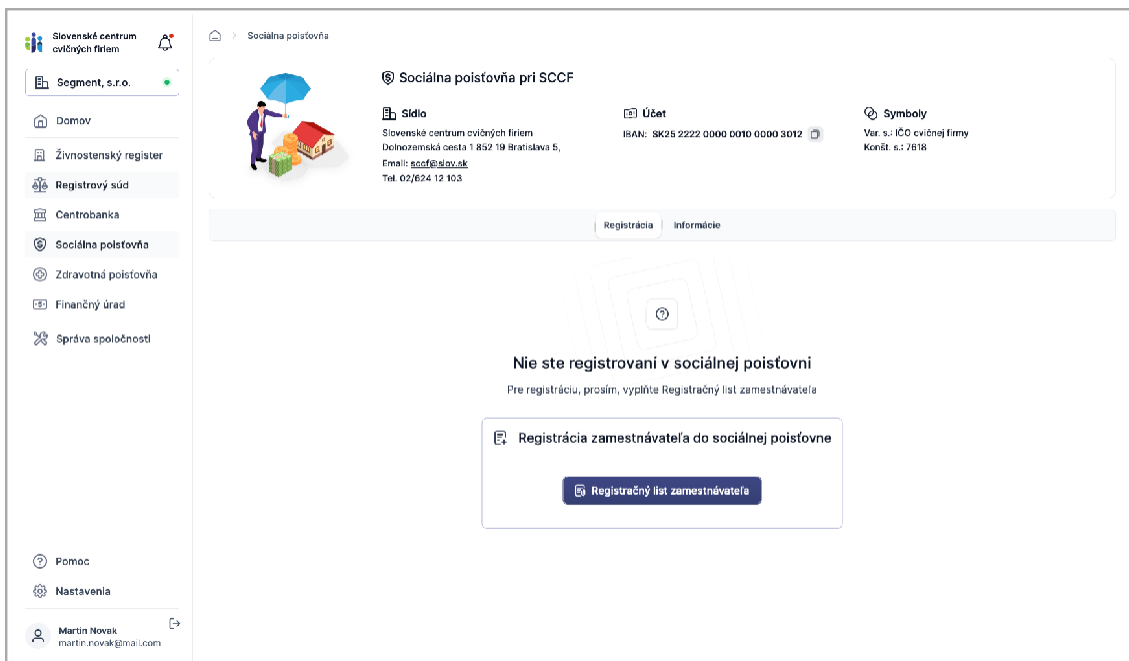 Slovenské centrum
cvičných firiem
Segment, s.r.o.
Domov
Živnostenský register
Registrový súd
Centrobanka
Sociálna poisťovňa
Zdravotná poisťovňa
Finančný úrad
Správa spoločnosti
Pomoc
Nastavenia
Martin Novak
martin.novak@mail.com
Sociálna poisťovňa
Sociálna poisťovňa pri SCCF
Sídlo
Slovenské centrum cvičných firiem
Dolnozemská cesta 1 852 19 Bratislava 5,
Email: sccf@siov.sk
Tel. 02/624 12 103
Účet
IBAN: SK25 2222 0000 0010 0000 3012
Symboly
Var. s.: IČO cvičnej firmy
Konšt. s.: 7618
Registrácia
Informácie
Nie ste registrovaní v sociálnej poisťovni
Pre registráciu, prosím, vyplňte Registračný list zamestnávateľa
Registrácia zamestnávateľa do sociálnej poisťovne
Registračný list zamestnávateľa